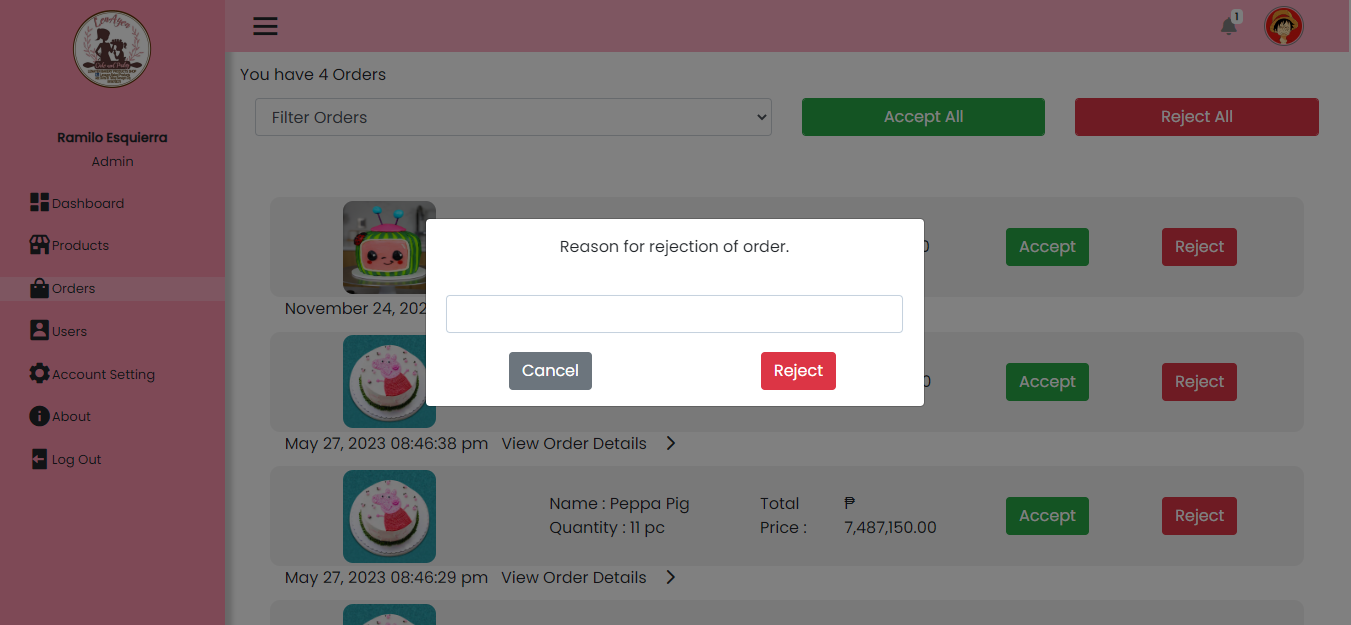 LouAyen
1
You have 4 Orders
Filter Orders
Accept All
Reject All
Ramilo Esquierra
Admin
Dashboard
Products
Orders
Users
Account Setting
About
Log Out
Reason for rejection of order.
Cancel
Reject
0
Accept
Reject
November 24, 202
0
Accept
Reject
May 27, 2023 08:46:38 pm View Order Details
Name : Peppa Pig
Quantity : 11 pc
Total
Price :
₱
7,487,150.00
Accept
Reject
May 27, 2023 08:46:29 pm View Order Details